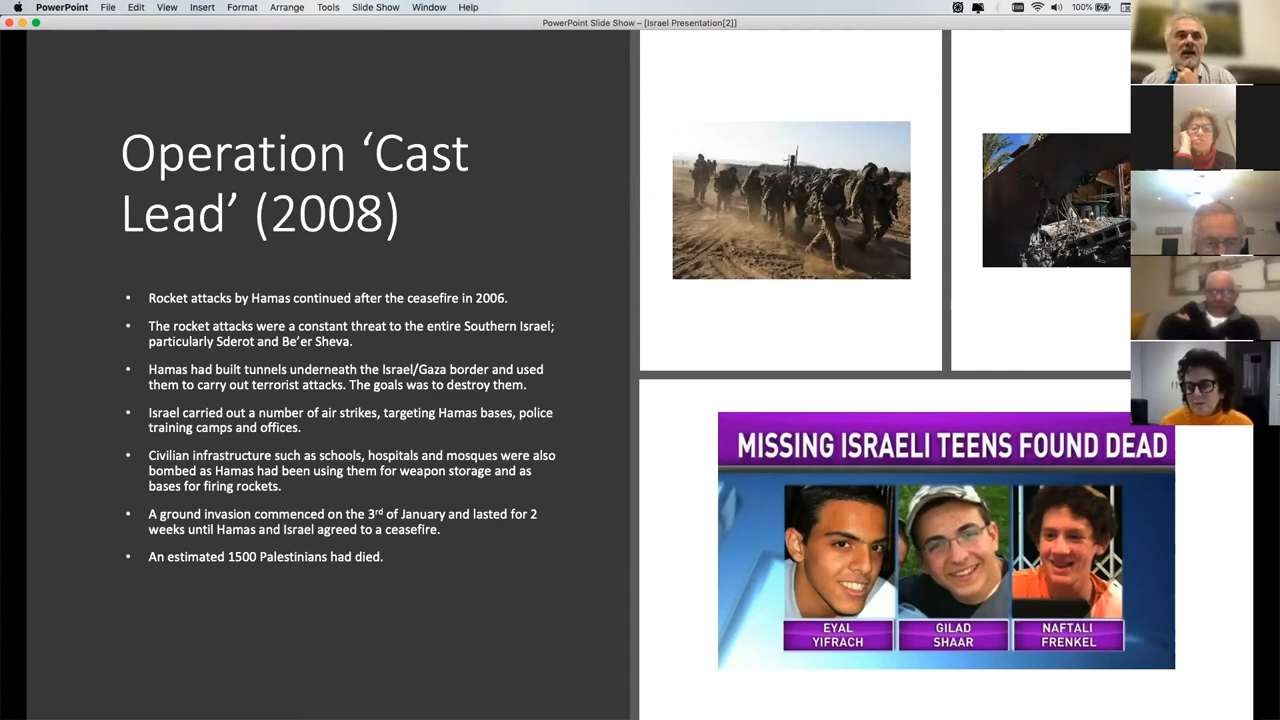 PowerPoint File Edit View Insert Format Arrange Tools Slide Show Window Help 100%
PowerPoint Slide Show – [Israel Presentation[2]]
Operation ‘Cast
Lead’ (2008)
• Rocket attacks by Hamas continued after the ceasefire in 2006.
• The rocket attacks were a constant threat to the entire Southern Israel;
particularly Sderot and Be’er Sheva.
• Hamas had built tunnels underneath the Israel/Gaza border and used
them to carry out terrorist attacks. The goals was to destroy them.
• Israel carried out a number of air strikes, targeting Hamas bases, police
training camps and offices.
• Civilian infrastructure such as schools, hospitals and mosques were also
bombed as Hamas had been using them for weapon storage and as
bases for firing rockets.
• A ground invasion commenced on the 3rd of January and lasted for 2
weeks until Hamas and Israel agreed to a ceasefire.
• An estimated 1500 Palestinians had died.
MISSING ISRAELI TEENS FOUND DEAD
EYAL
YIFRACH
GILAD
SHAAR
NAFTALI
FRENKEL